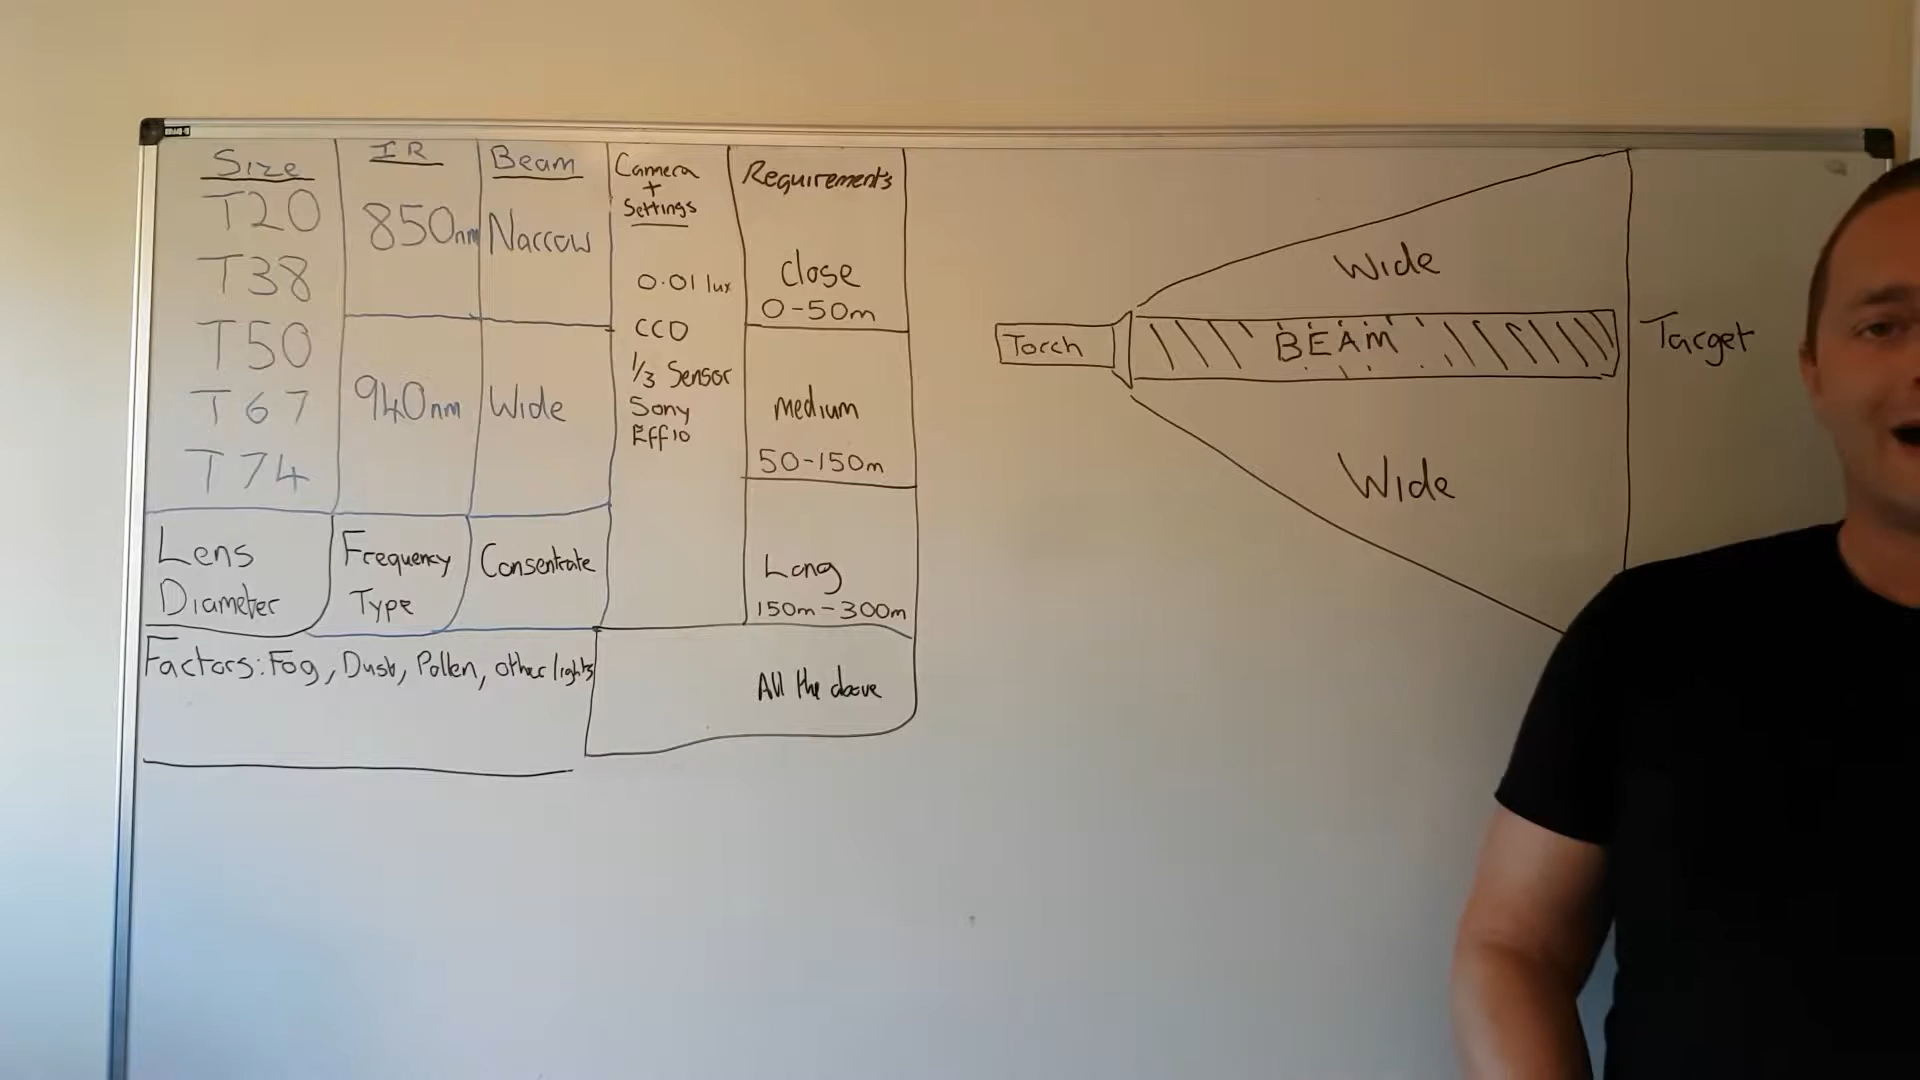 Size
T20
T38
T50
T67
T74
Lens
Diameter
IR
850nm
940nm
Frequency
Type
Beam
Narrow
Wide
Consentrate
Camera
+
Settings
0.01 lux
CCD
1/3 Sensor
Sony
Eff10
Requirements
Close
0-50m
medium
50-150m
Long
150m-300m
All the above
Factors: Fog, Dust, Pollen, other lights
Wide
Torch
BEAM
Target
Wide